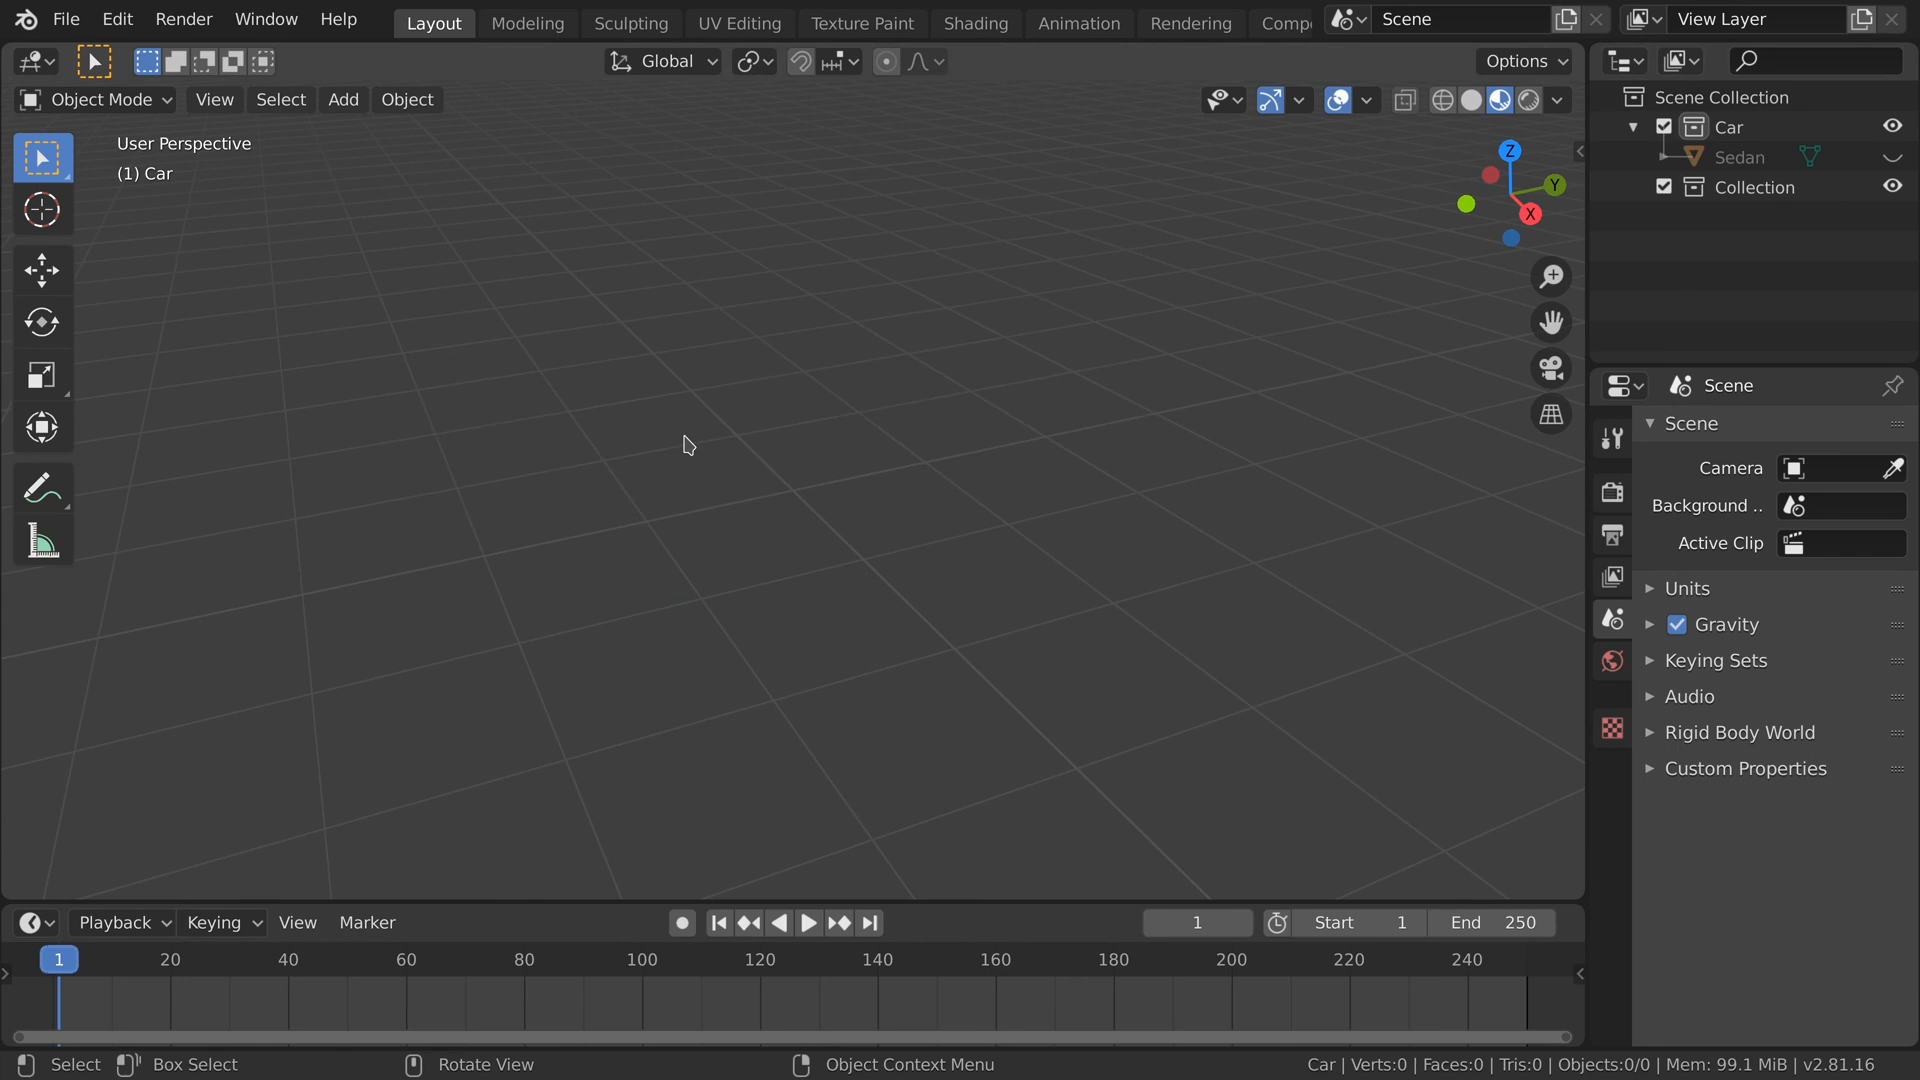 File Edit Render Window Help Layout Modeling Sculpting UV Editing Texture Paint Shading Animation Rendering Comp Scene View Layer
Global Options
Object Mode View Select Add Object
User Perspective
(1) Car
Z
Y
X
Scene Collection
Car
Sedan
Collection
Scene
Scene
Camera
Background ..
Active Clip
Units
Gravity
Keying Sets
Audio
Rigid Body World
Custom Properties
Playback Keying View Marker 1 Start 1 End 250
1 20 40 60 80 100 120 140 160 180 200 220 240
Select Box Select Rotate View Object Context Menu Car | Verts:0 | Faces:0 | Tris:0 | Objects:0/0 | Mem: 99.1 MiB | v2.81.16